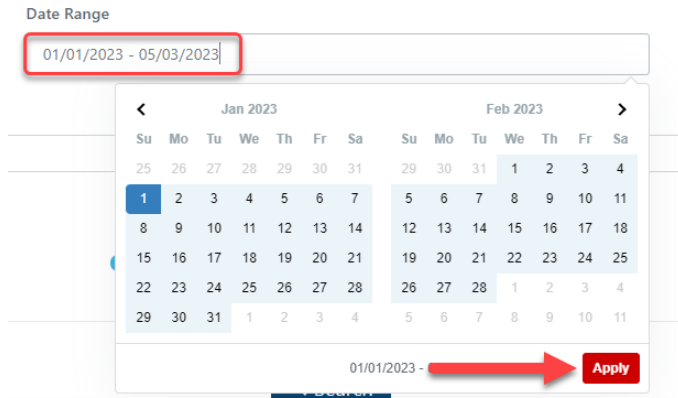 Date Range
01/01/2023 - 05/03/2023
Jan 2023 Feb 2023
Su Mo Tu We Th Fr Sa Su Mo Tu We Th Fr Sa
25 26 27 28 29 30 31 29 30 31 1 2 3 4
1 2 3 4 5 6 7 5 6 7 8 9 10 11
8 9 10 11 12 13 14 12 13 14 15 16 17 18
15 16 17 18 19 20 21 19 20 21 22 23 24 25
22 23 24 25 26 27 28 26 27 28 1 2 3 4
29 30 31 1 2 3 4 5 6 7 8 9 10 11
01/01/2023 - Apply
Search